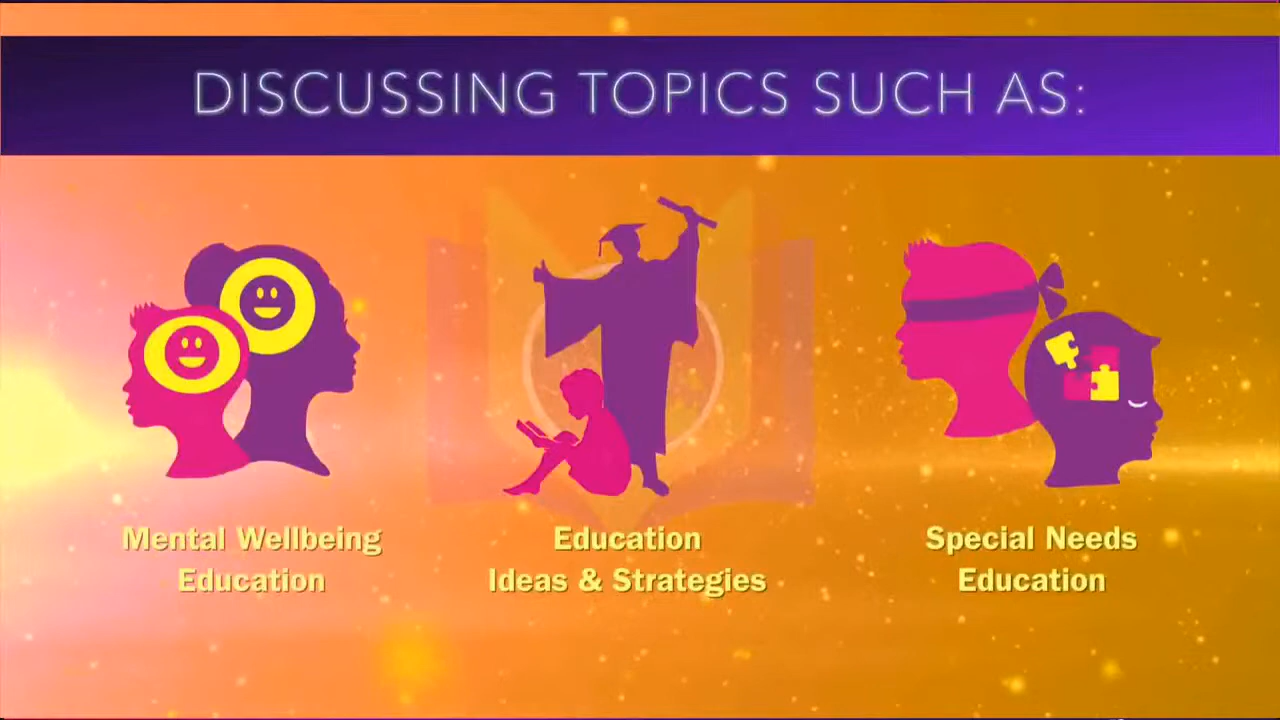 DISCUSSING TOPICS SUCH AS:
Mental Wellbeing
Education
Education
Ideas & Strategies
Special Needs
Education